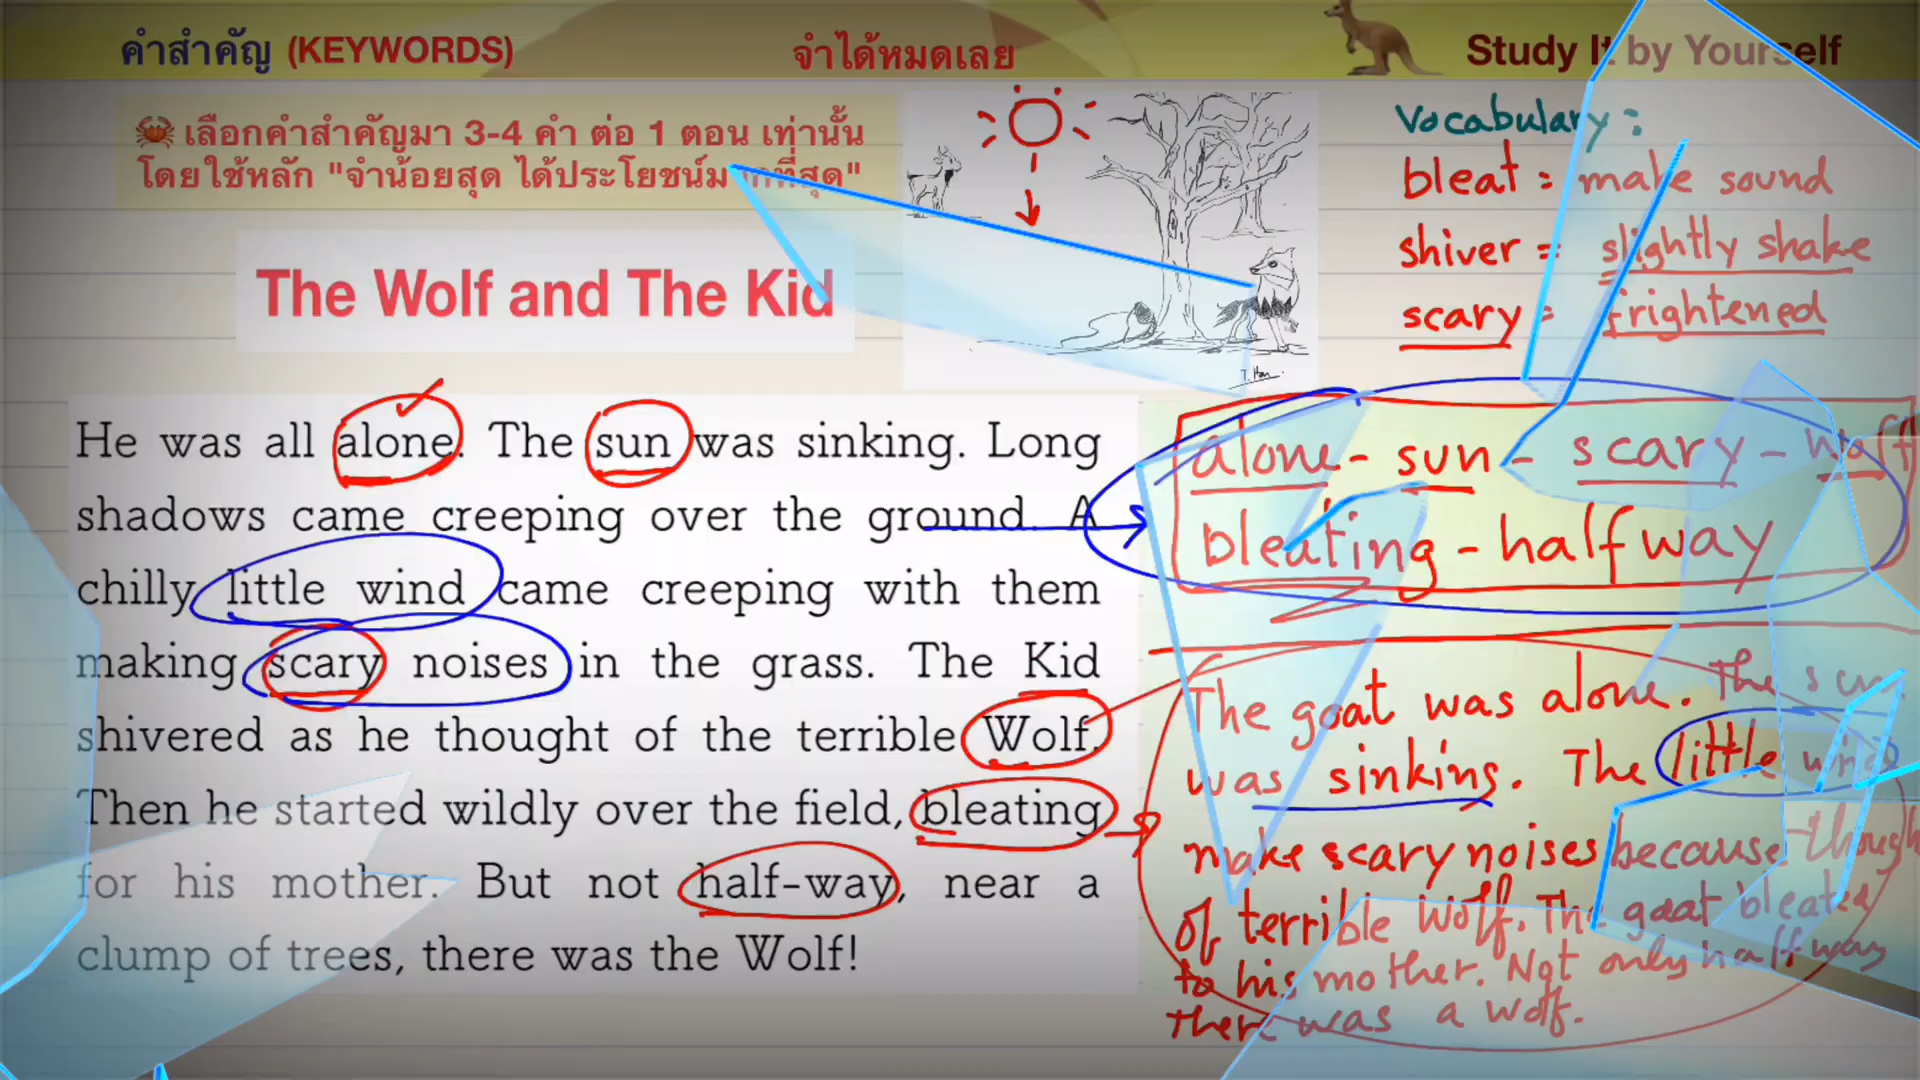 คำสำคัญ (KEYWORDS)
จำได้หมดเลย
Study It by Yourself
เลือกคำสำคัญมา 3-4 คำ ต่อ 1 ตอน เท่านั้น
โดยใช้หลัก "จำน้อยสุด ได้ประโยชน์มากที่สุด"
The Wolf and The Kid
Vocabulary:
bleat = make sound
shiver = slightly shake
scary = frightened
He was all alone. The sun was sinking. Long
shadows came creeping over the ground. A
chilly little wind came creeping with them
making scary noises in the grass. The Kid
shivered as he thought of the terrible Wolf.
Then he started wildly over the field, bleating
for his mother. But not half-way, near a
clump of trees, there was the Wolf!
alone - sun - scary - wolf
bleating - halfway
The goat was alone. The sun
was sinking. The little wind
make scary noises because though
of terrible wolf. The goat bleated
to his mother. Not only halfway
there was a wolf.